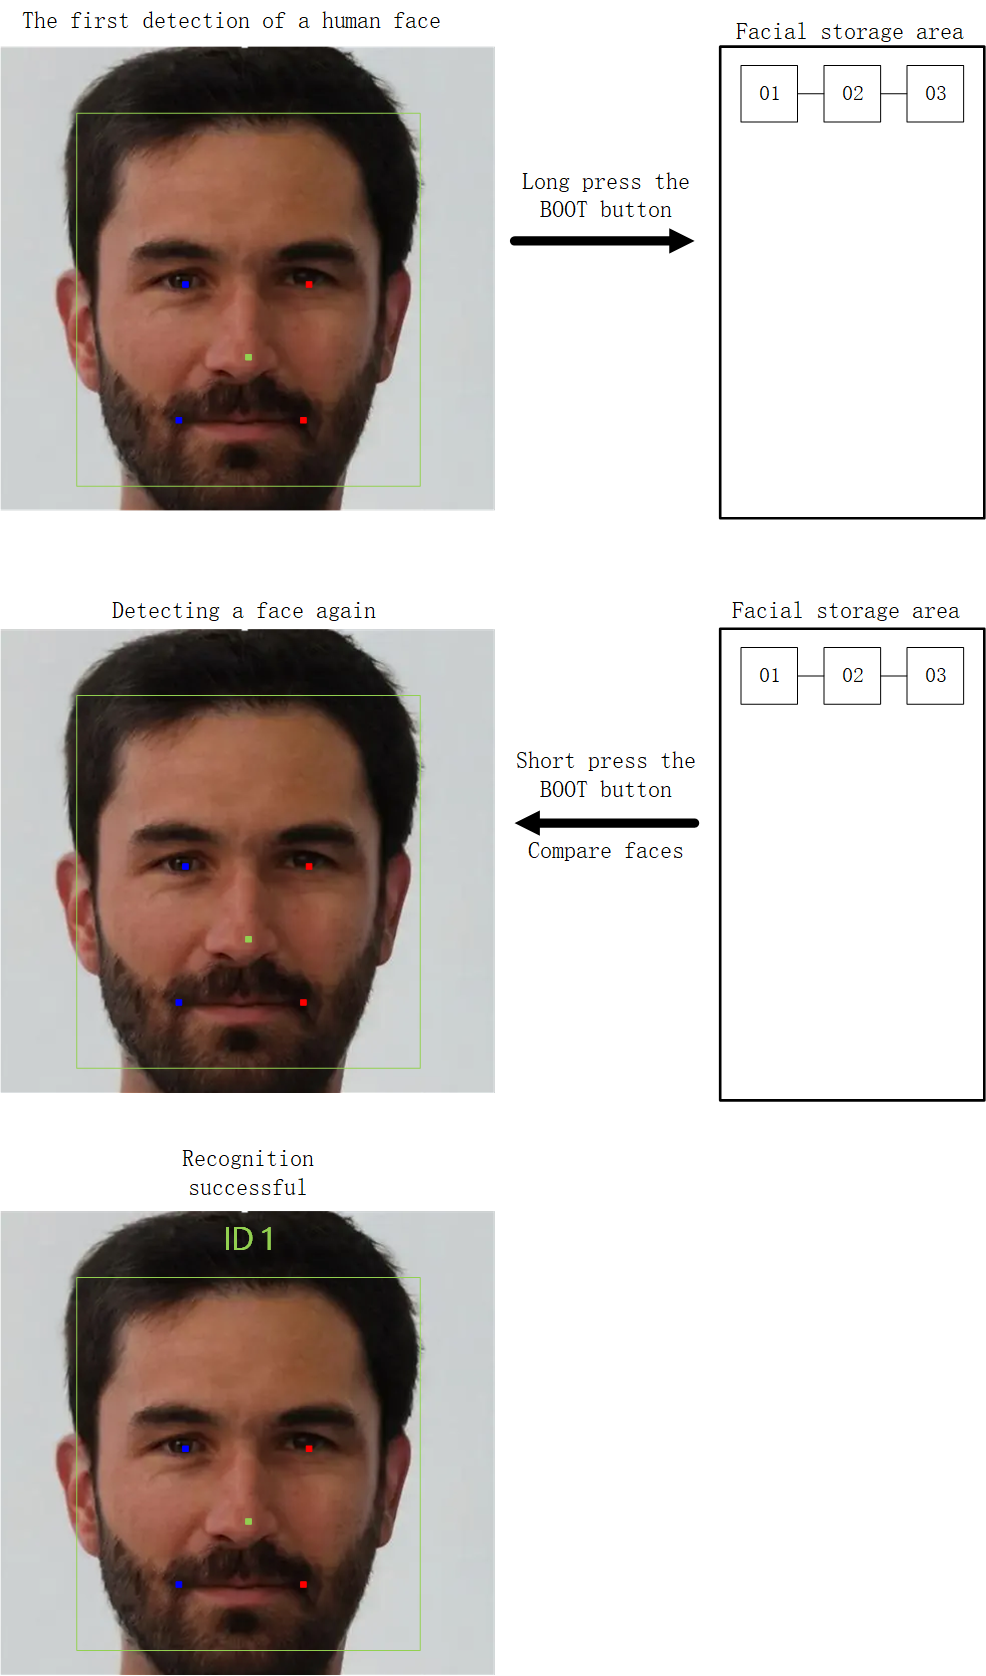 The first detection of a human face
Facial storage area
01
02
03
Long press the
BOOT button
Detecting a face again
Facial storage area
01
02
03
Short press the
BOOT button
Compare faces
Recognition
successful
ID 1